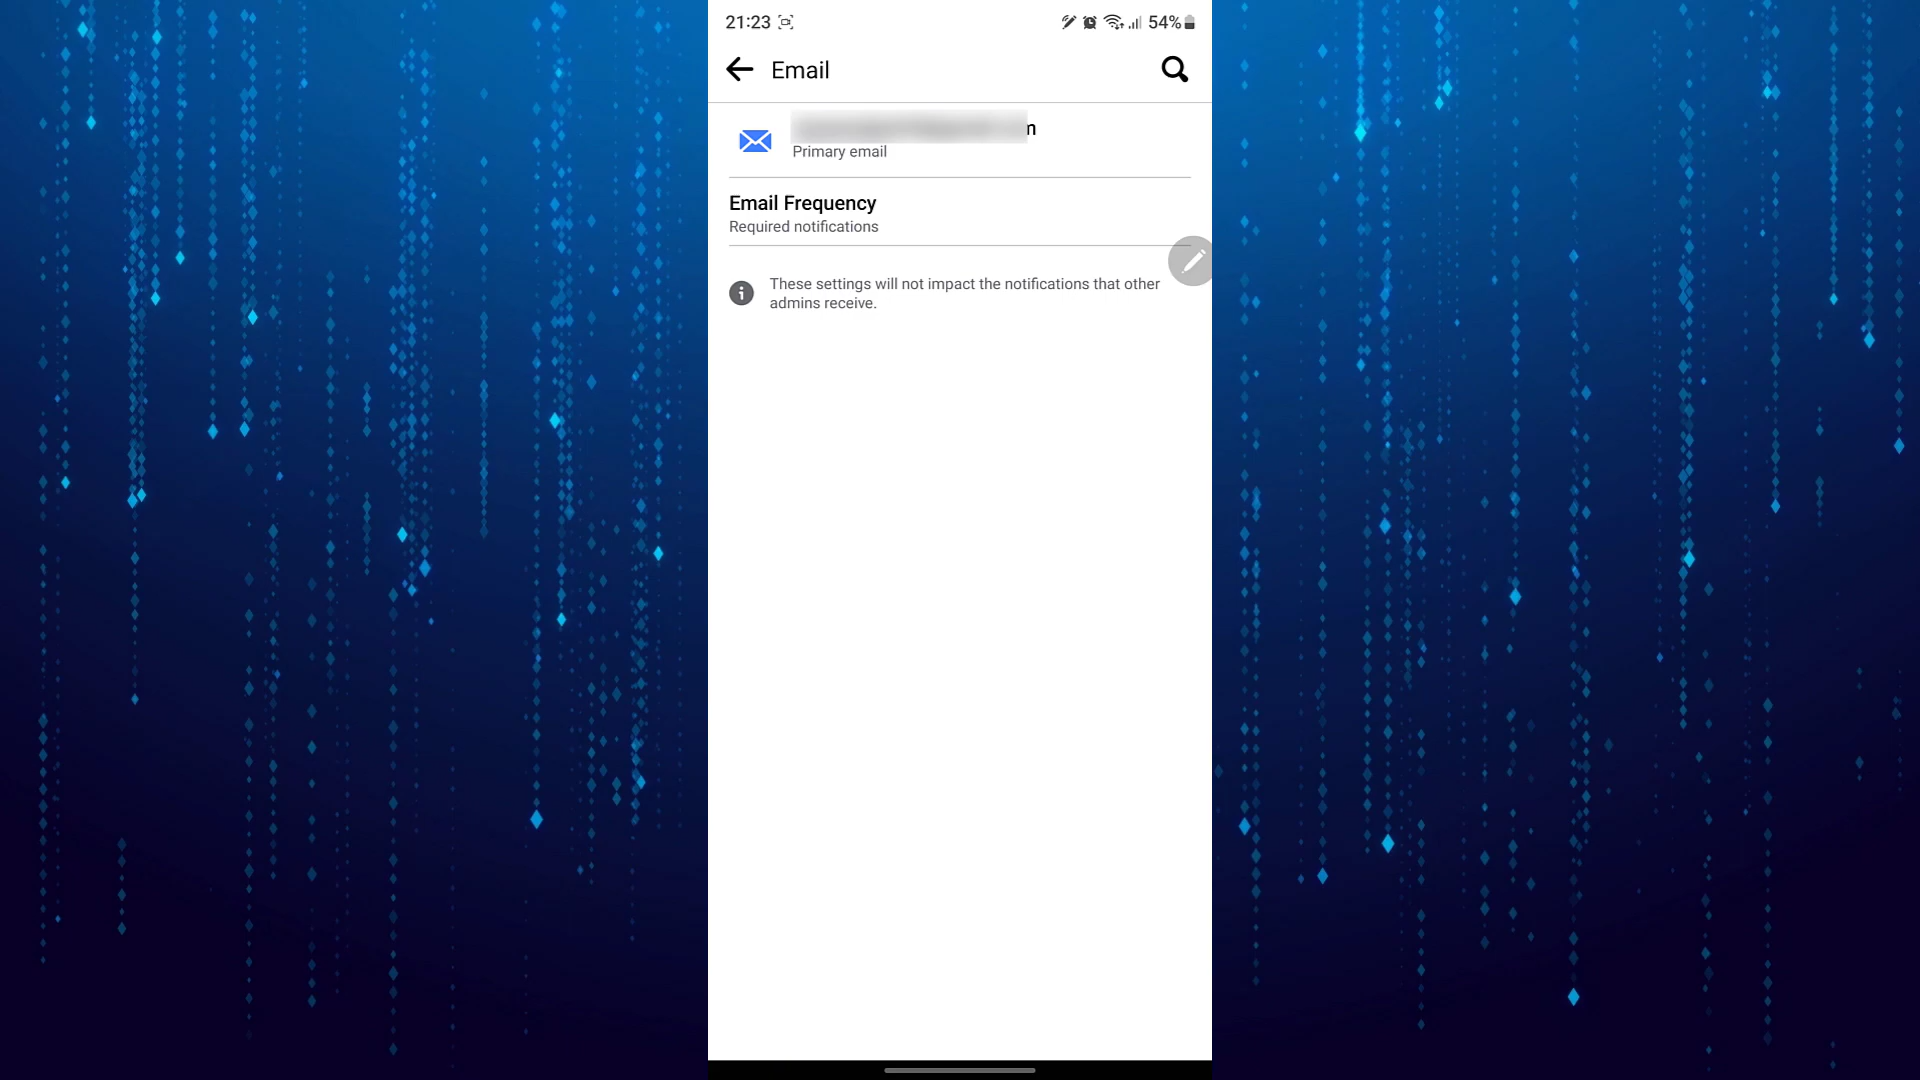 21:23
54%
Email
Primary email
Email Frequency
Required notifications
These settings will not impact the notifications that other
admins receive.